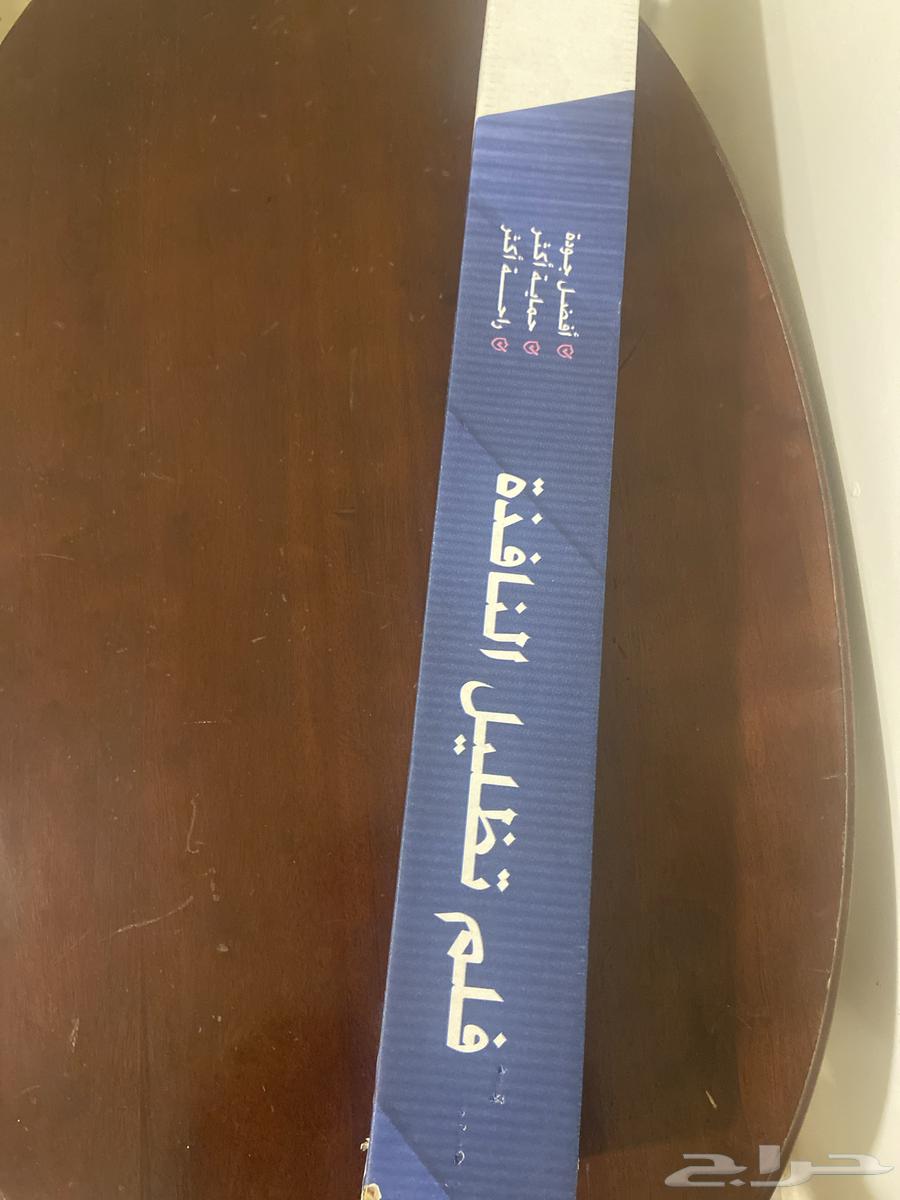 أفضل جودة
حماية أكثر
راحة أكثر
فلم تظليل النافذة
حراج